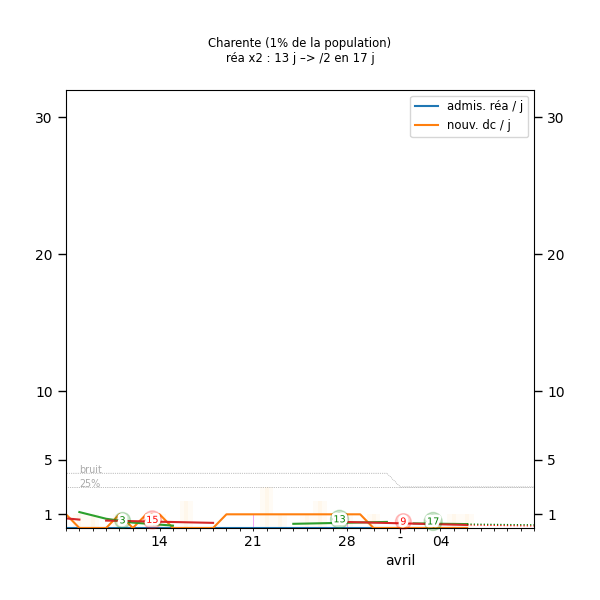 Charente (1% de la population)
réa x2 : 13 j –> /2 en 17 j
admis. réa / j
nouv. dc / j
30 30
20 20
10 10
5 5
bruit
25%
1 3 15 13 9 17 1
14 21 28 - 04
avril